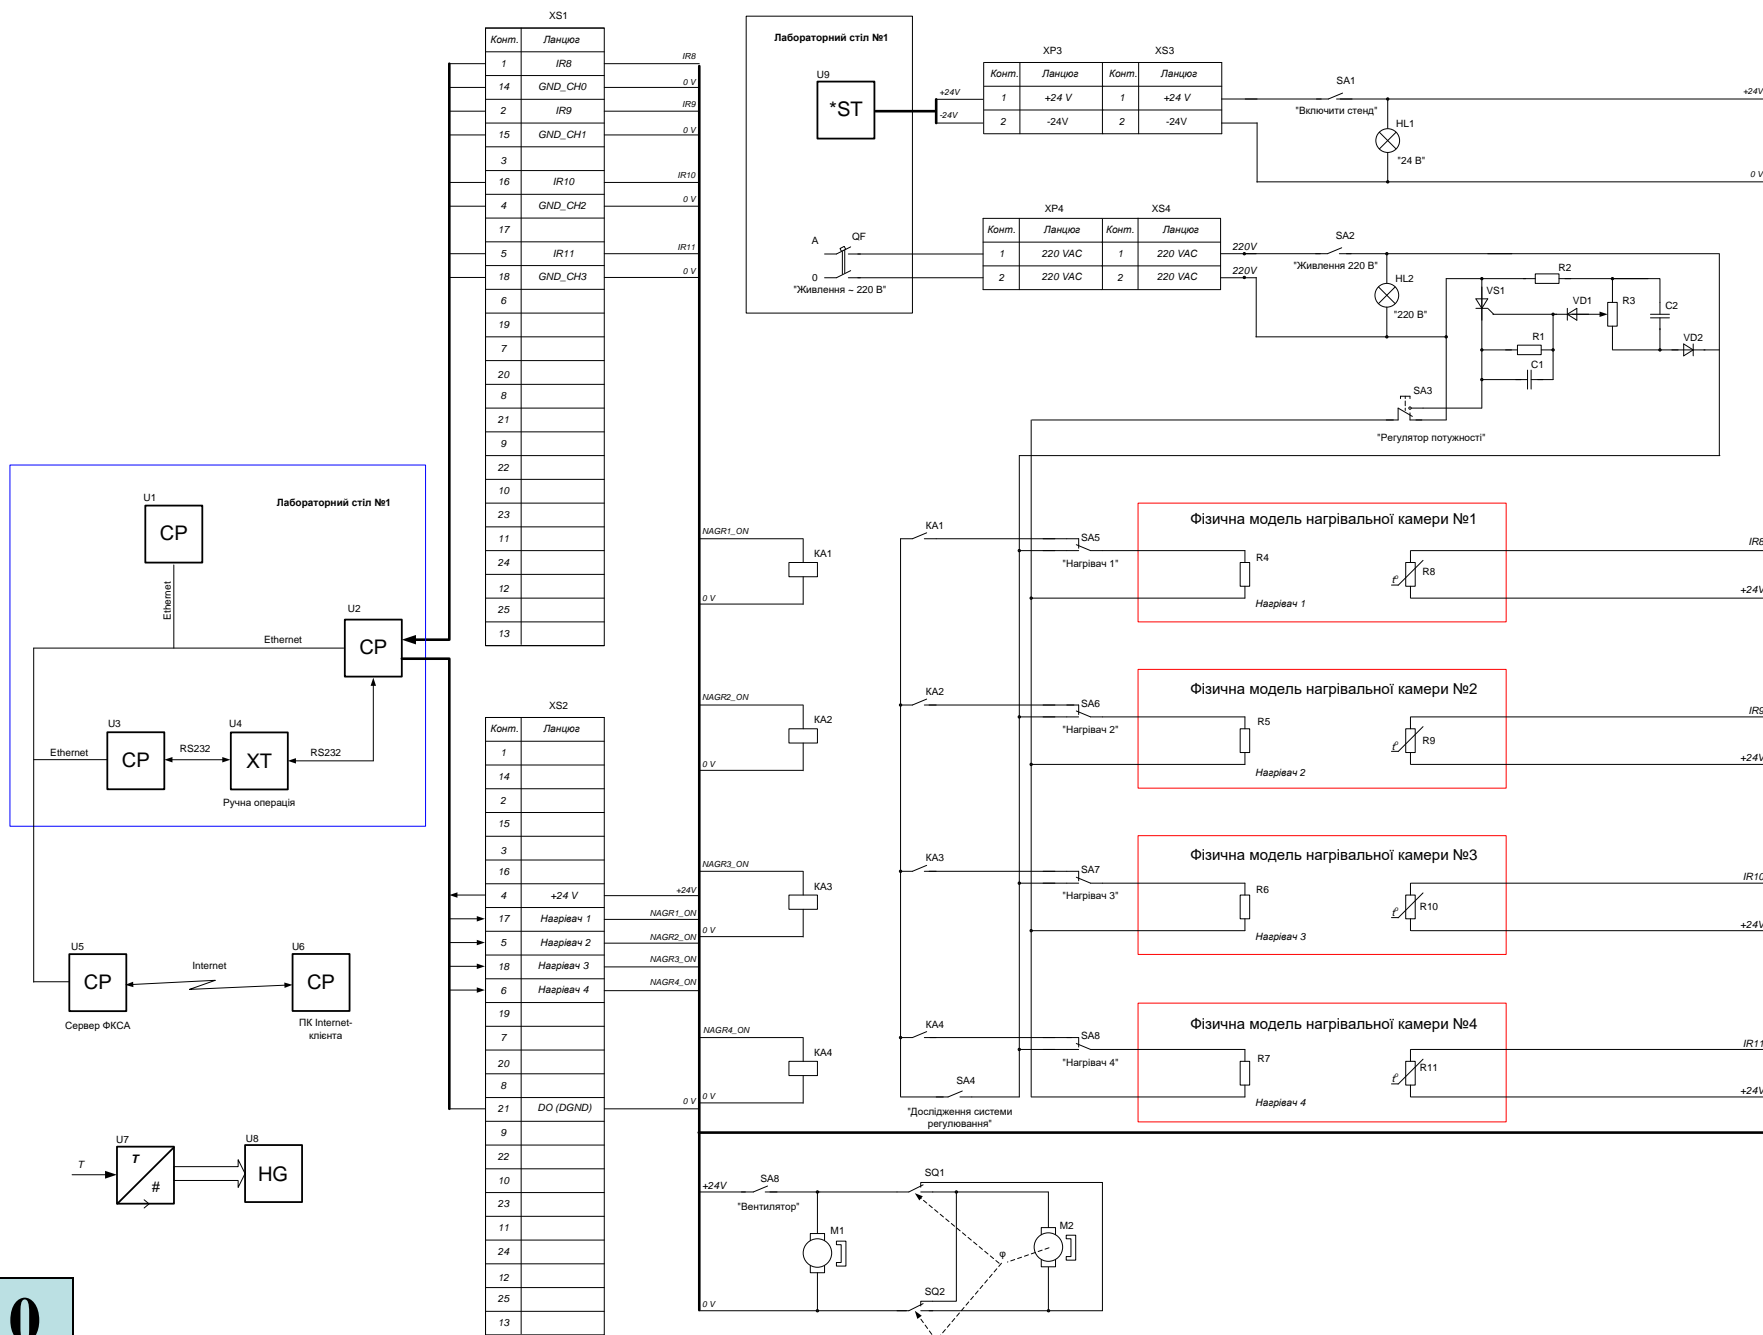 XS1
Конт. Ланцюг
1 IR8
14 GND_CH0
2 IR9
15 GND_CH1
3
16 IR10
4 GND_CH2
17
5 IR11
18 GND_CH3
6
19
7
20
8
21
9
22
10
23
11
24
12
25
13
IR8
0 V
IR9
0 V
IR10
0 V
IR11
0 V
Лабораторний стіл №1
U9
*ST
+24V
-24V
XP3 XS3
Конт. Ланцюг Конт. Ланцюг
1 +24 V 1 +24 V
2 -24V 2 -24V
SA1
"Включити стенд"
HL1
"24 В"
+24V
0 V
A QF
0
"Живлення ~ 220 В"
XP4 XS4
Конт. Ланцюг Конт. Ланцюг
1 220 VAC 1 220 VAC
2 220 VAC 2 220 VAC
220V
220V
SA2
"Живлення 220 В"
HL2
"220 В"
R2
VS1
VD1
R3
C2
R1
VD2
C1
SA3
"Регулятор потужності"
Лабораторний стіл №1
U1
CP
Ethernet
Ethernet
U2
CP
U3
CP
Ethernet
RS232
U4
XT
RS232
Ручна операція
U5
CP
Сервер ФКСА
Internet
U6
CP
ПК Internet-
клієнта
U7
T
T
#
U8
HG
0
XS2
Конт. Ланцюг
1
14
2
15
3
16
4 +24 V
17 Нагрівач 1
5 Нагрівач 2
18 Нагрівач 3
6 Нагрівач 4
19
7
20
8
21 DO (DGND)
9
22
10
23
11
24
12
25
13
+24V
NAGR1_ON
NAGR2_ON
NAGR3_ON
NAGR4_ON
0 V
NAGR1_ON
КА1
0 V
NAGR2_ON
КА2
0 V
NAGR3_ON
КА3
0 V
NAGR4_ON
КА4
0 V
КА1
SA5
"Нагрівач 1"
Фізична модель нагрівальної камери №1
R4
Нагрівач 1
t°
R8
IR8
+24V
КА2
SA6
"Нагрівач 2"
Фізична модель нагрівальної камери №2
R5
Нагрівач 2
t°
R9
IR9
+24V
КА3
SA7
"Нагрівач 3"
Фізична модель нагрівальної камери №3
R6
Нагрівач 3
t°
R10
IR10
+24V
КА4
SA8
"Нагрівач 4"
Фізична модель нагрівальної камери №4
R7
Нагрівач 4
t°
R11
IR11
+24V
SA4
"Дослідження системи
регулювання"
+24V
SA8
"Вентилятор"
M1
SQ1
M2
φ
SQ2
0 V